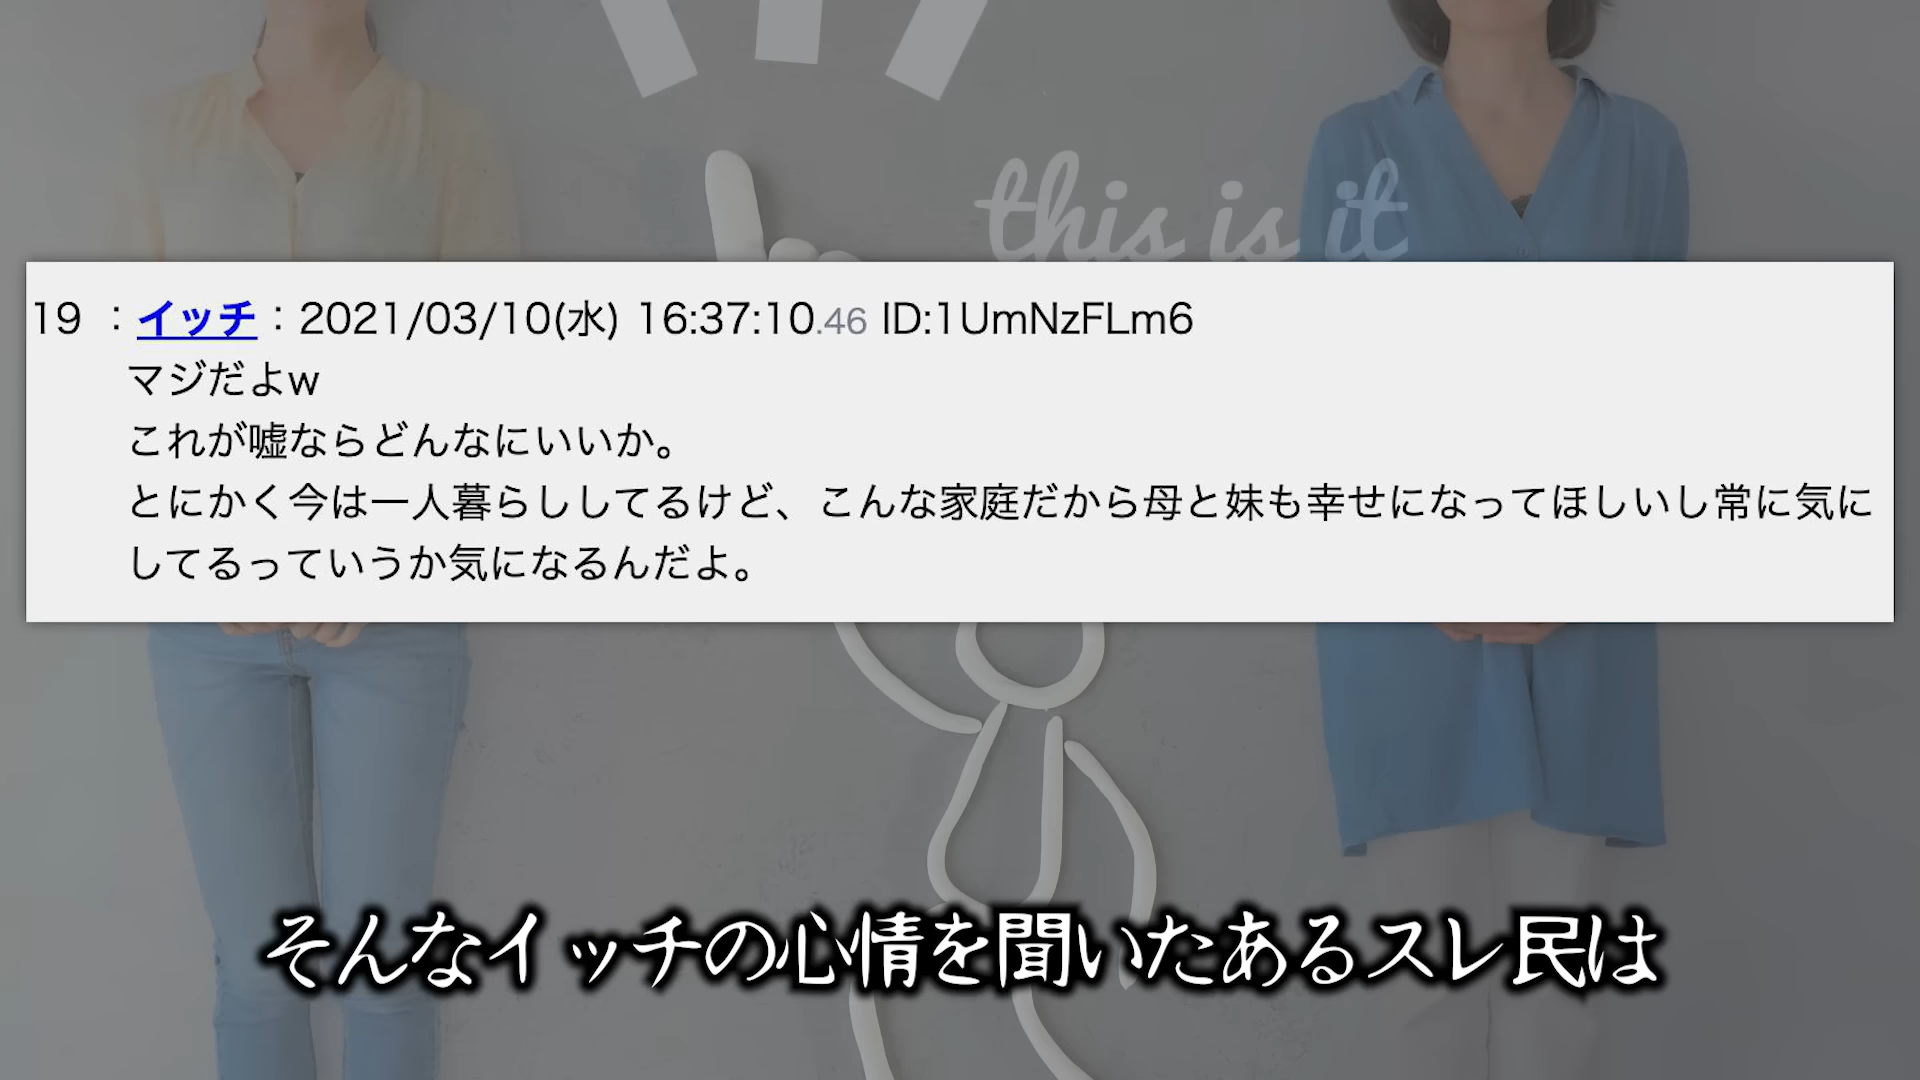 this is it
19 ：イッチ：2021/03/10(水) 16:37:10.46 ID:1UmNzFLm6
マジだよw
これが嘘ならどんなにいいか。
とにかく今は一人暮らししてるけど、こんな家庭だから母と妹も幸せになってほしいし常に気に
してるっていうか気になるんだよ。
そんなイッチの心情を聞いたあるスレ民は